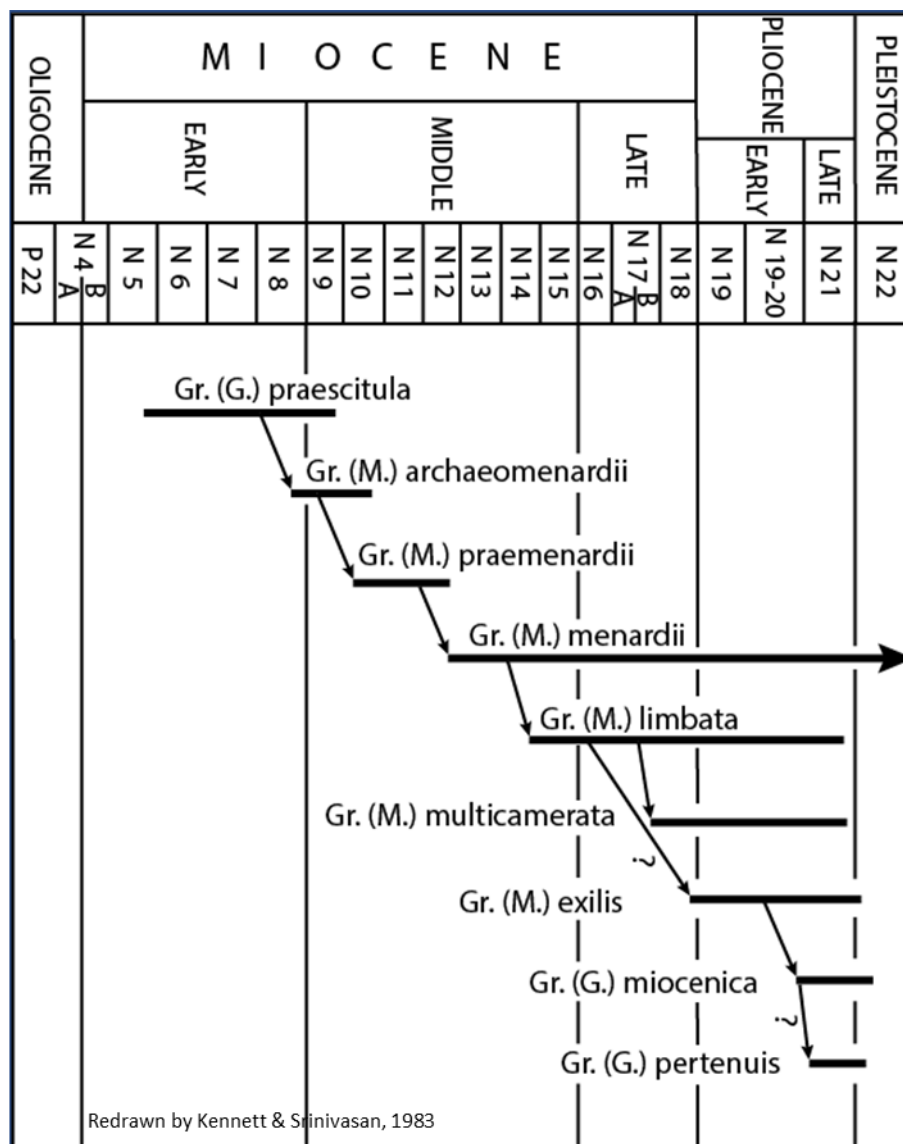 OLIGOCENE
M I O C E N E
PLIOCENE
PLEISTOCENE
EARLY
MIDDLE
LATE
EARLY
LATE
P 22
N 4 A B
N 5
N 6
N 7
N 8
N 9
N 10
N 11
N 12
N 13
N 14
N 15
N 16
N 17 A B
N 18
N 19
N 19-20
N 21
N 22
Gr. (G.) praescitula
Gr. (M.) archaeomenardii
Gr. (M.) praemenardii
Gr. (M.) menardii
Gr. (M.) limbata
Gr. (M.) multicamerata
?
Gr. (M.) exilis
Gr. (G.) miocenica
?
Gr. (G.) pertenuis
Redrawn by Kennett & Srinivasan, 1983